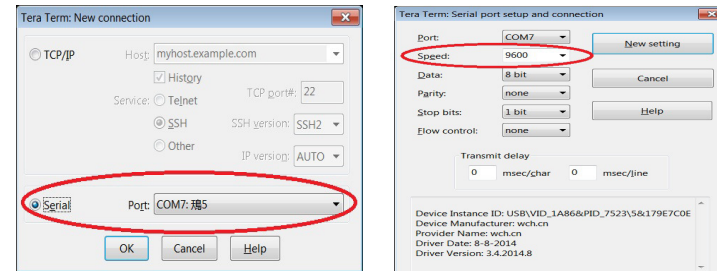 Tera Term: New connection
TCP/IP
Host: myhost.example.com
History
Service: Telnet
TCP port#: 22
SSH
SSH version: SSH2
Other
IP version: AUTO
Serial
Port: COM7: 5
OK Cancel Help
Tera Term: Serial port setup and connection
Port: COM7
New setting
Speed: 9600
Data: 8 bit
Cancel
Parity: none
Stop bits: 1 bit
Help
Flow control: none
Transmit delay
0 msec/char 0 msec/line
Device Instance ID: USB\VID_1A86&PID_7523\5&179E7C0E
Device Manufacturer: wch.cn
Provider Name: wch.cn
Driver Date: 8-8-2014
Driver Version: 3.4.2014.8